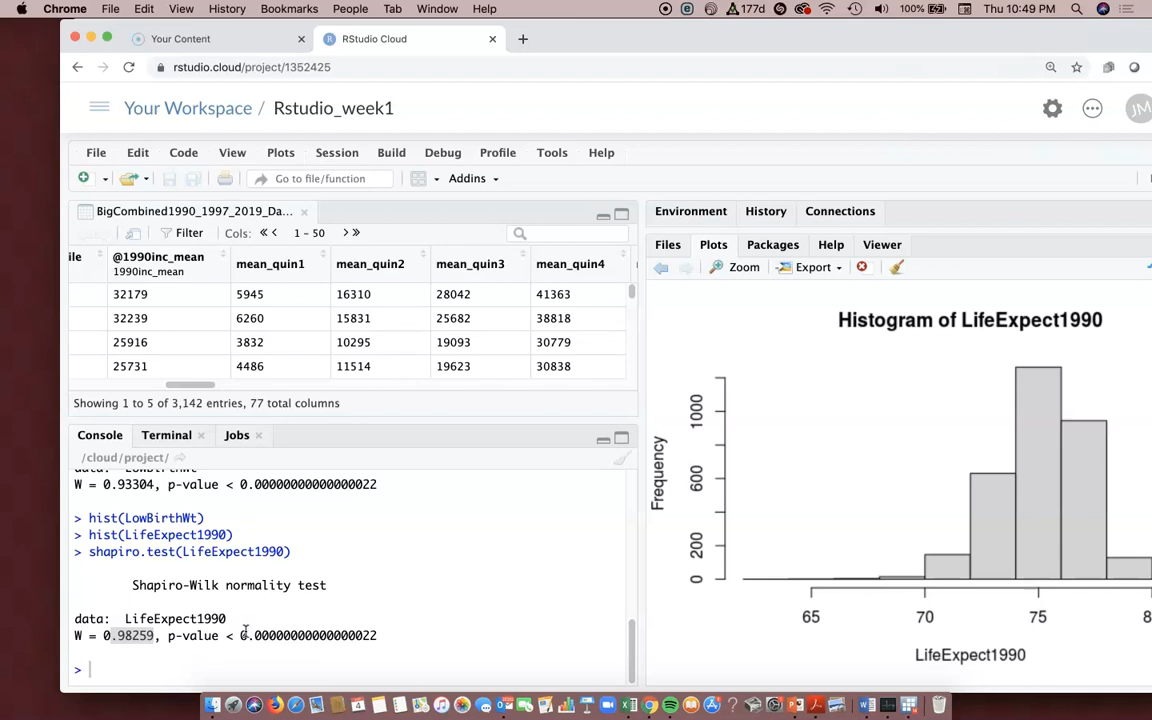 Chrome File Edit View History Bookmarks People Tab Window Help 177d 100% Thu 10:49 PM
Your Content RStudio Cloud
rstudio.cloud/project/1352425
Your Workspace / Rstudio_week1 JM
File Edit Code View Plots Session Build Debug Profile Tools Help
Go to file/function Addins
BigCombined1990_1997_2019_Da...
Filter Cols: 1 - 50
ile @1990inc_mean mean_quin1 mean_quin2 mean_quin3 mean_quin4
1990inc_mean
32179 5945 16310 28042 41363
32239 6260 15831 25682 38818
25916 3832 10295 19093 30779
25731 4486 11514 19623 30838
Showing 1 to 5 of 3,142 entries, 77 total columns
Console Terminal Jobs
/cloud/project/
data: LowBirthWt
W = 0.93304, p-value < 0.00000000000000022
> hist(LowBirthWt)
> hist(LifeExpect1990)
> shapiro.test(LifeExpect1990)
Shapiro-Wilk normality test
data: LifeExpect1990
W = 0.98259, p-value < 0.00000000000000022
>
Environment History Connections
Files Plots Packages Help Viewer
Zoom Export
Histogram of LifeExpect1990
Frequency
1000
600
200
0
65 70 75 80
LifeExpect1990